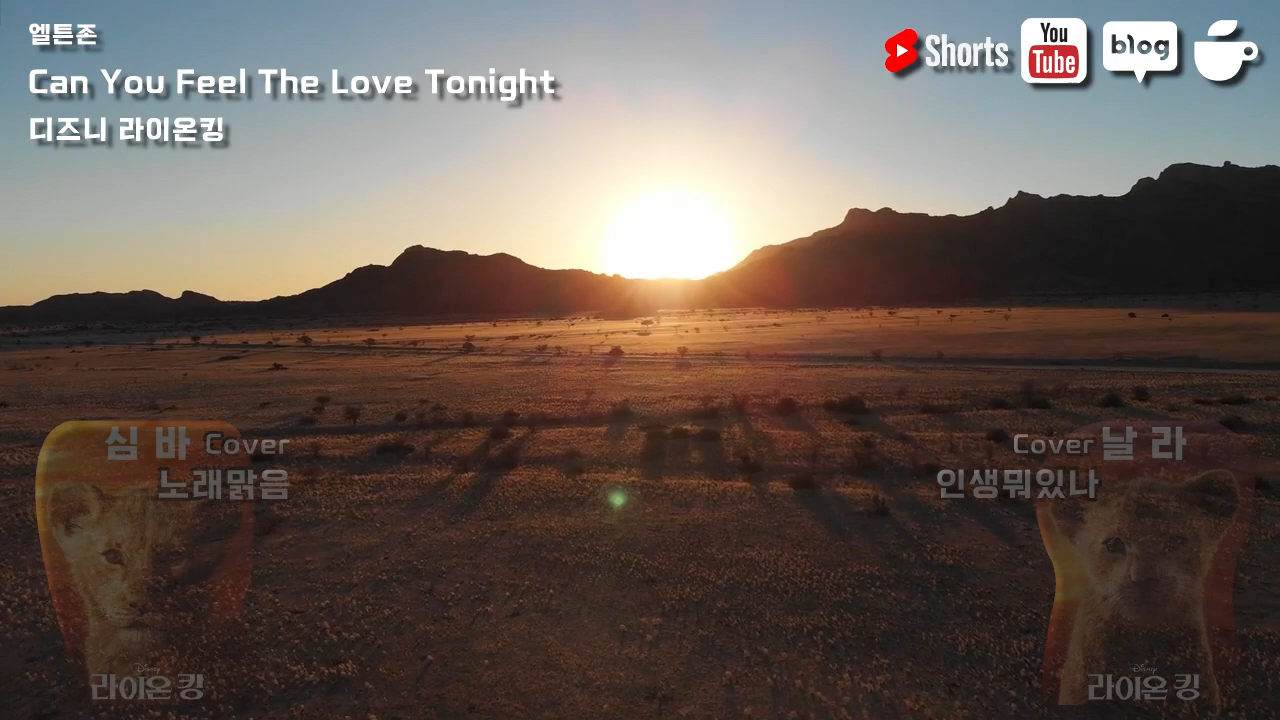 엘튼존
Can You Feel The Love Tonight
디즈니 라이온킹
Shorts
You
Tube
blog
심 바 Cover
노래맑음
Cover 날 라
인생뭐있나
Disney
라이온 킹
Disney
라이온 킹